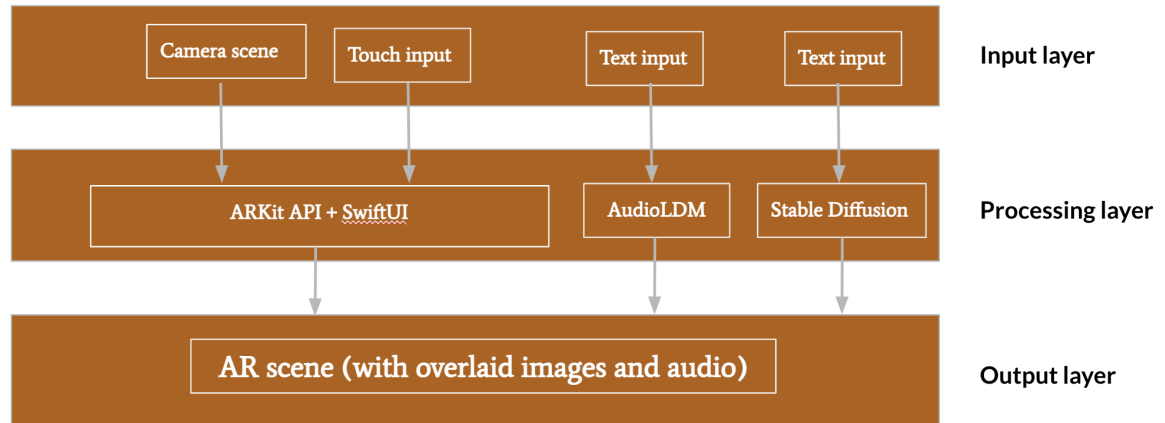 Camera scene
Touch input
Text input
Text input
Input layer
ARKit API + SwiftUI
AudioLDM
Stable Diffusion
Processing layer
AR scene (with overlaid images and audio)
Output layer